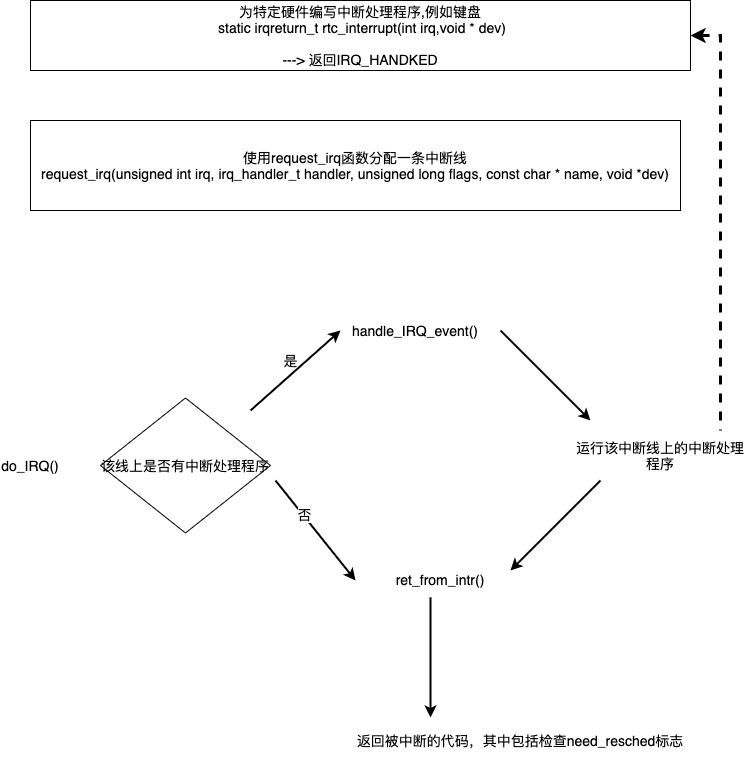 为特定硬件编写中断处理程序,例如键盘
static irqreturn_t rtc_interrupt(int irq,void * dev)
---> 返回IRQ_HANDKED
使用request_irq函数分配一条中断线
request_irq(unsigned int irq, irq_handler_t handler, unsigned long flags, const char * name, void *dev)
handle_IRQ_event()
是
do_IRQ()
该线上是否有中断处理程序
运行该中断线上的中断处理
程序
否
ret_from_intr()
返回被中断的代码，其中包括检查need_resched标志